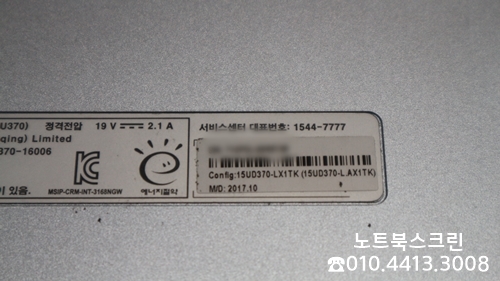 U370) 정격전압 19 V 2.1 A
qing) Limited
370-16006
MSIP-CRM-INT-3168NGW
에너지절약
이 있음.
서비스센터 대표번호: 1544-7777
Config:15UD370-LX1TK (15UD370-L.AX1TK)
M/D: 2017.10
노트북스크린
☎010.4413.3008